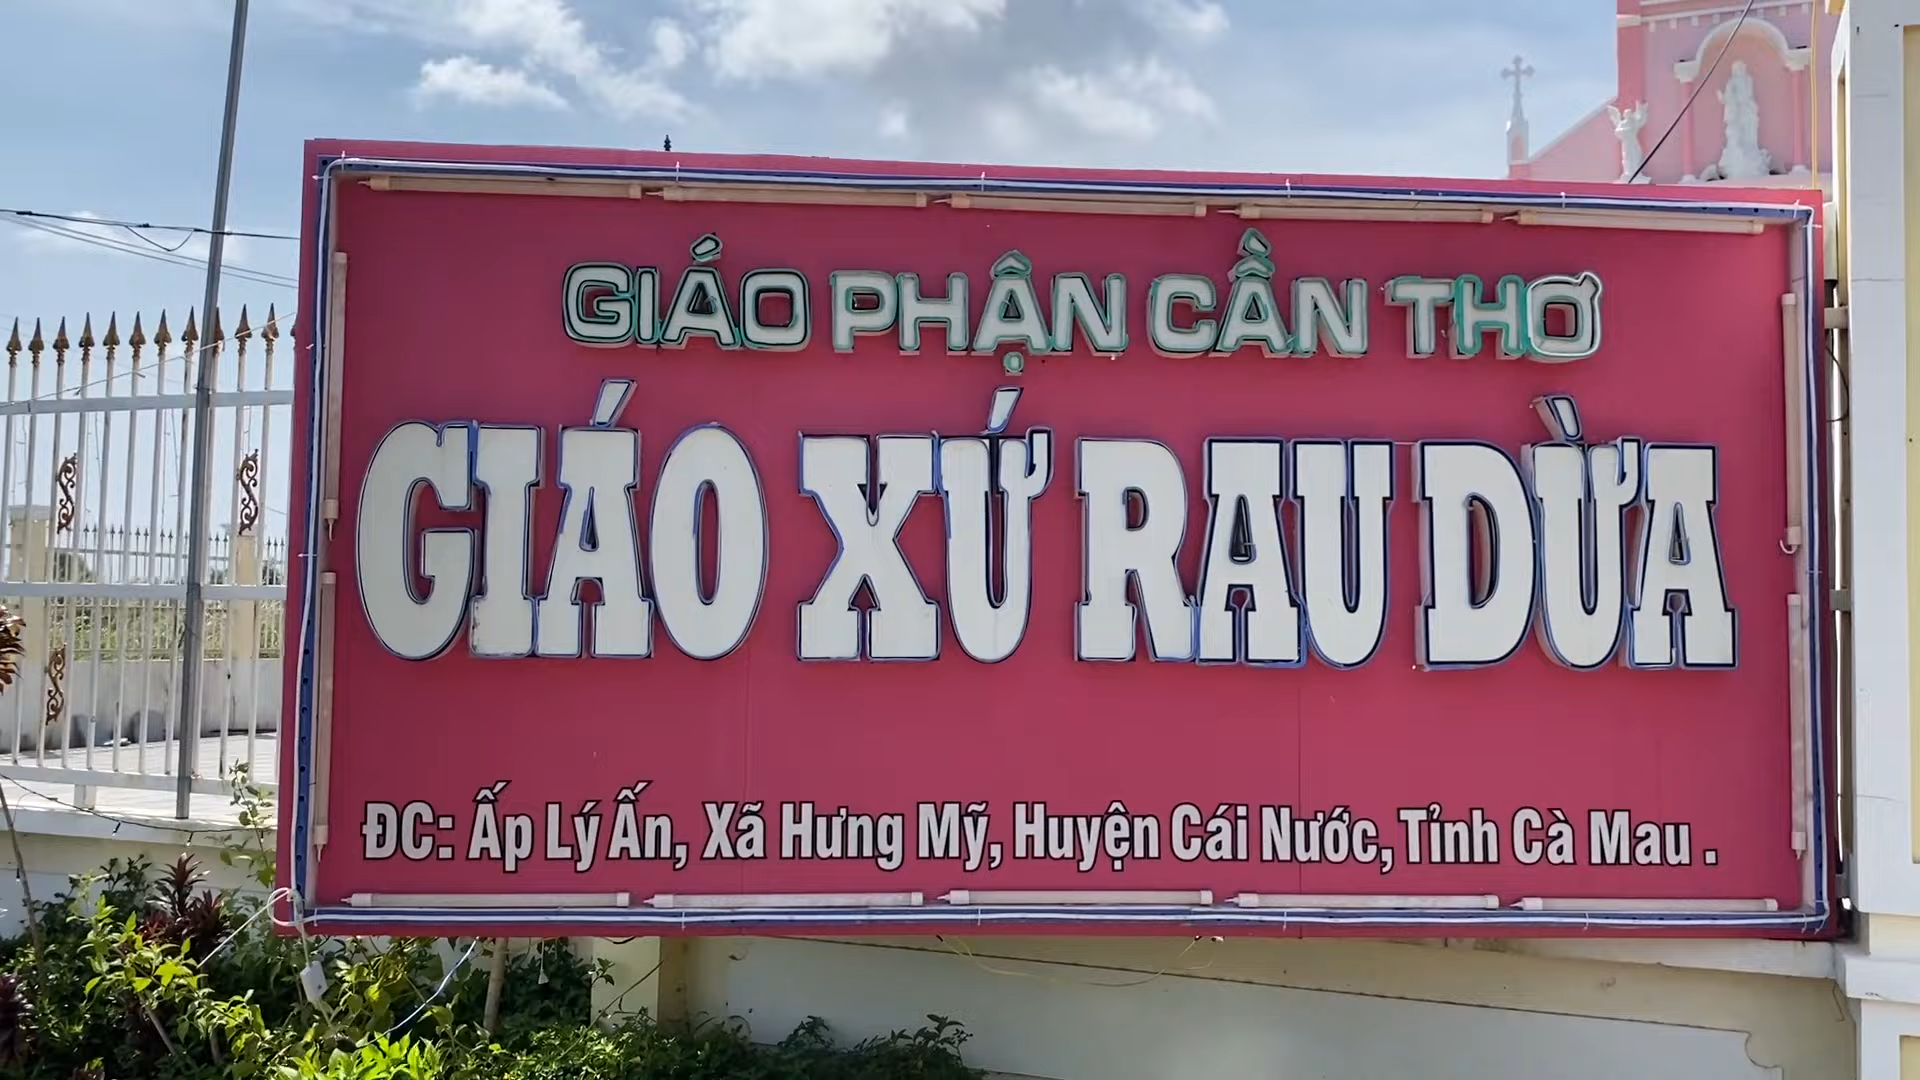 GIÁO PHẬN CẦN THƠ
GIÁO XỨ RAU DỪA
ĐC: Ấp Lý Ấn, Xã Hưng Mỹ, Huyện Cái Nước, Tỉnh Cà Mau .